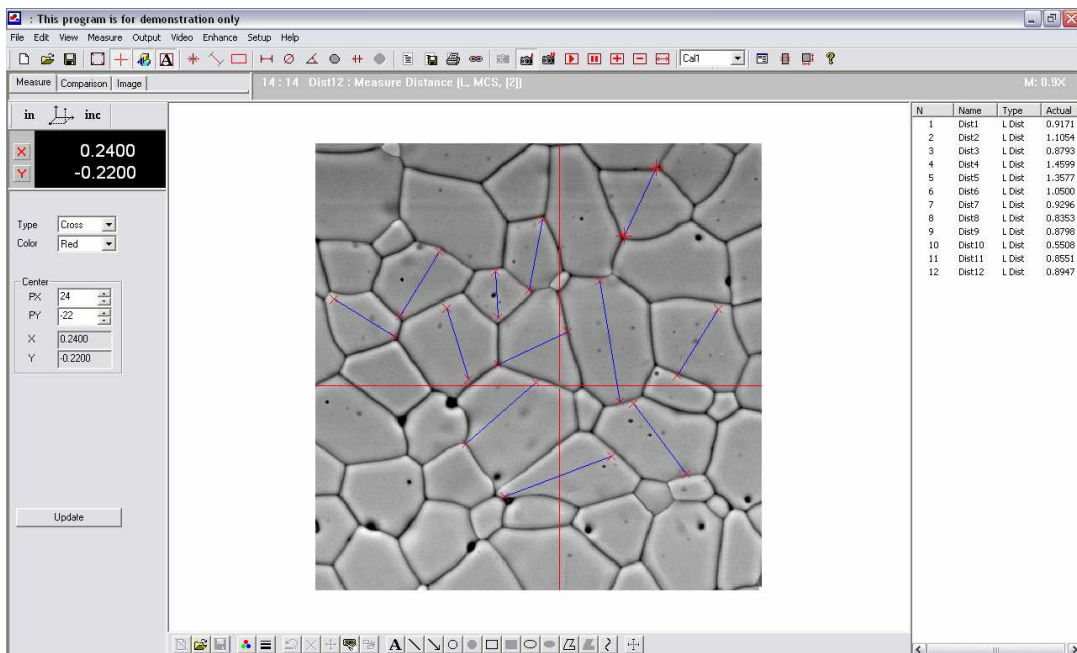 : This program is for demonstration only
File Edit View Measure Output Video Enhance Setup Help
A Cal1 ?
Measure Comparison Image
14 : 14 Dist12 : Measure Distance (L, MCS, [2]) M: 0.9X
in inc
X 0.2400
Y -0.2200
Type Cross
Color Red
Center
PX 24
PY -22
X 0.2400
Y -0.2200
Update
N Name Type Actual
1 Dist1 L Dist 0.9171
2 Dist2 L Dist 1.1054
3 Dist3 L Dist 0.8793
4 Dist4 L Dist 1.4599
5 Dist5 L Dist 1.3577
6 Dist6 L Dist 1.0500
7 Dist7 L Dist 0.9296
8 Dist8 L Dist 0.8353
9 Dist9 L Dist 0.8798
10 Dist10 L Dist 0.5508
11 Dist11 L Dist 0.8551
12 Dist12 L Dist 0.8947
A